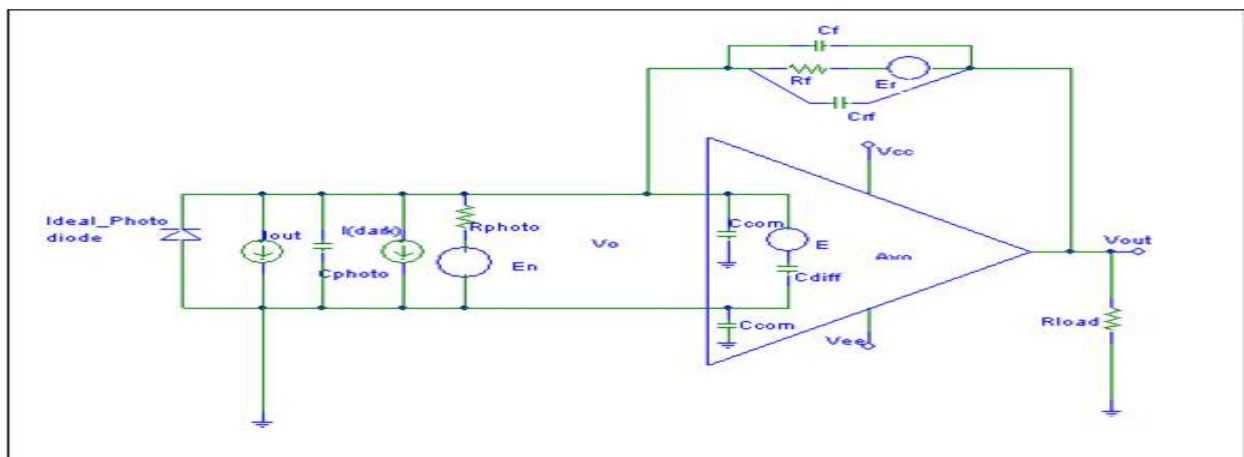 Cf
Rf
Er
Crf
Vcc
Ideal_Photo
diode
Iout
I(dark)
Cphoto
Rphoto
En
Vo
Ccom
E
Cdiff
Ccom
Vee
Vout
Rload